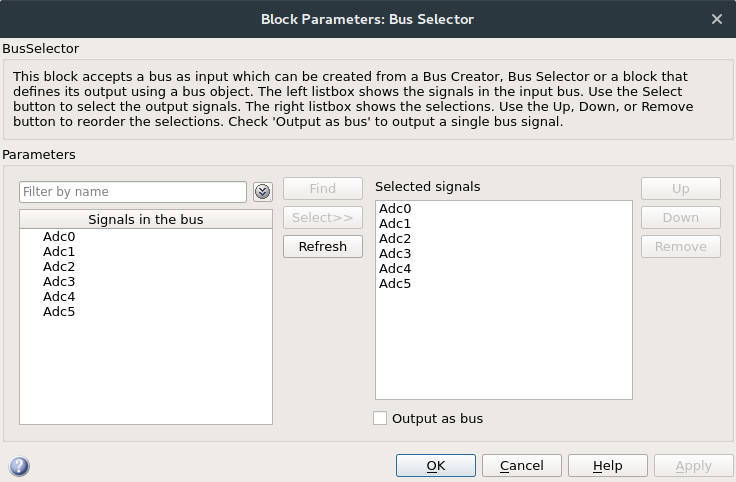 Block Parameters: Bus Selector
BusSelector
This block accepts a bus as input which can be created from a Bus Creator, Bus Selector or a block that
defines its output using a bus object. The left listbox shows the signals in the input bus. Use the Select
button to select the output signals. The right listbox shows the selections. Use the Up, Down, or Remove
button to reorder the selections. Check 'Output as bus' to output a single bus signal.
Parameters
Filter by name
Signals in the bus
Adc0
Adc1
Adc2
Adc3
Adc4
Adc5
Find
Select>>
Refresh
Selected signals
Adc0
Adc1
Adc2
Adc3
Adc4
Adc5
Output as bus
Up
Down
Remove
OK
Cancel
Help
Apply